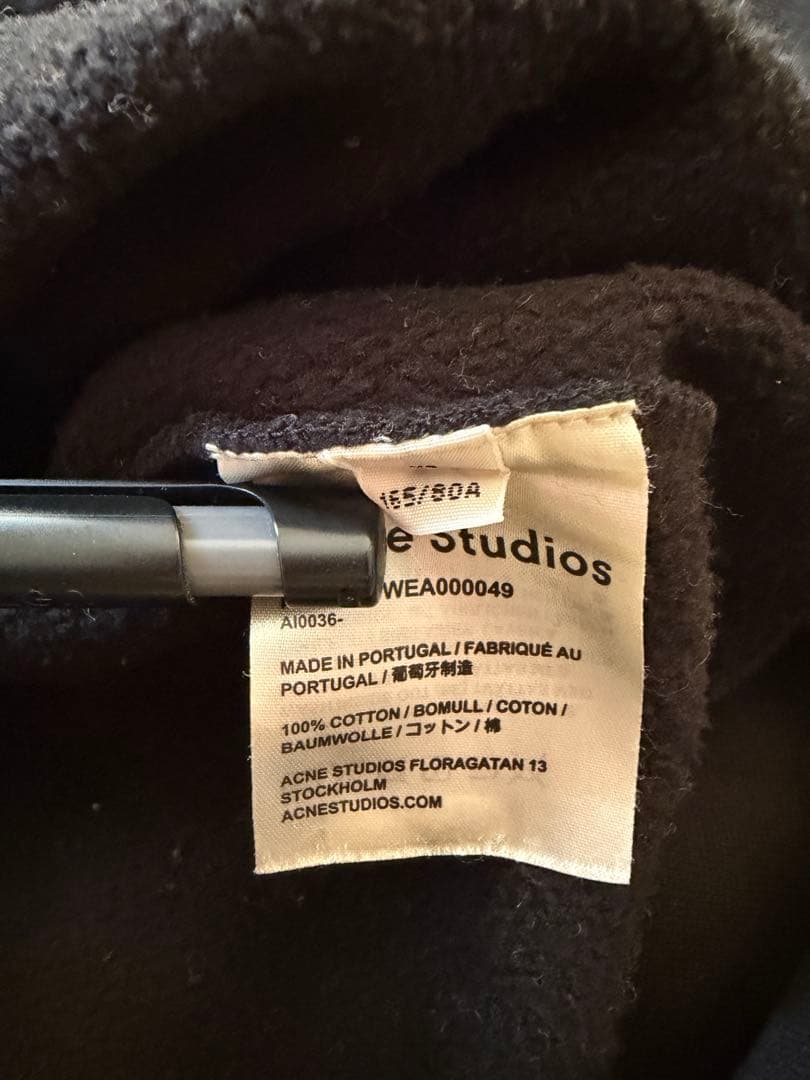 165/80A
e Studios
WEA000049
AI0036-
MADE IN PORTUGAL / FABRIQUÉ AU
PORTUGAL / 葡萄牙制造
100% COTTON / BOMULL / COTON /
BAUMWOLLE / コットン / 棉
ACNE STUDIOS FLORAGATAN 13
STOCKHOLM
ACNESTUDIOS.COM